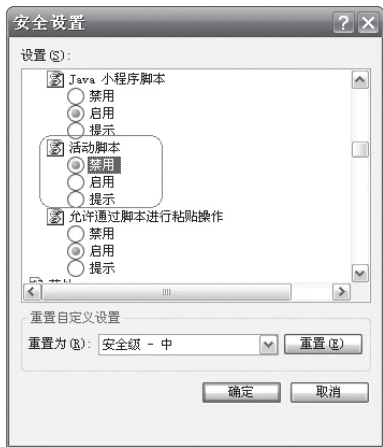 安全设置
设置(S):
Java 小程序脚本
禁用
启用
提示
活动脚本
禁用
启用
提示
允许通过脚本进行粘贴操作
禁用
启用
提示
重置自定义设置
重置为(R): 安全级 - 中 重置(E)
确定 取消